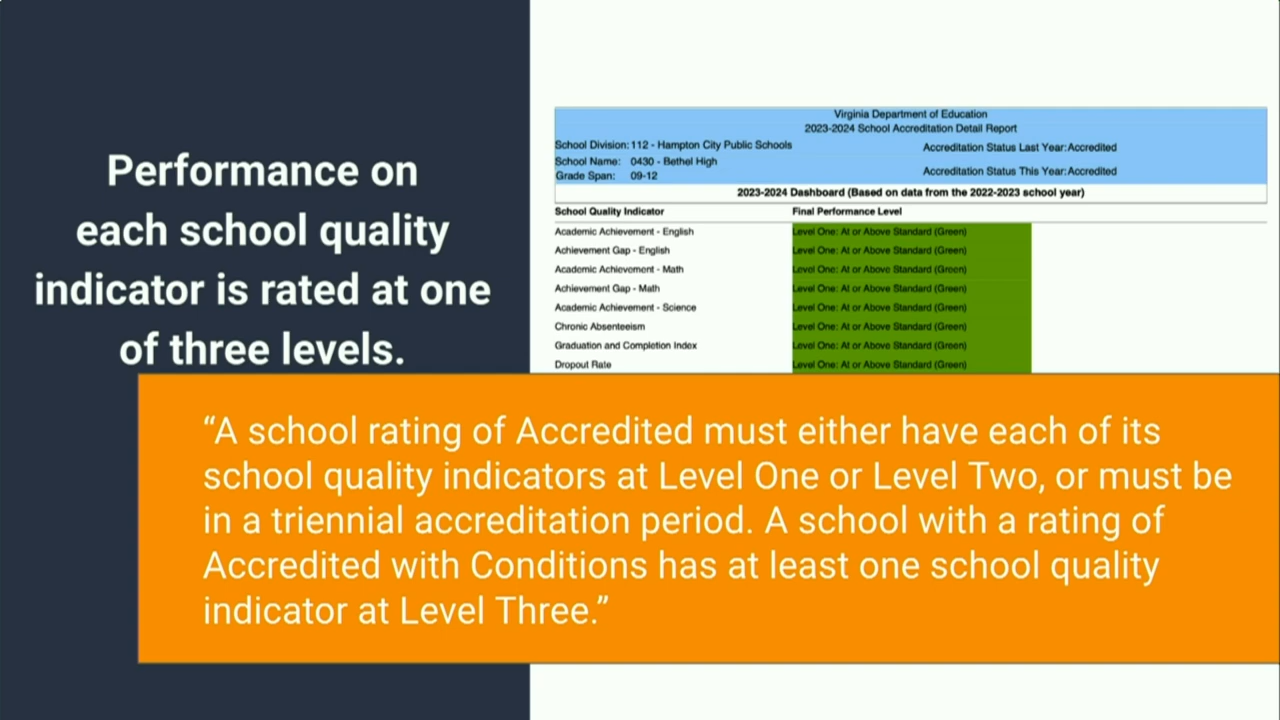 Performance on
each school quality
indicator is rated at one
of three levels.
Virginia Department of Education
2023-2024 School Accreditation Detail Report
School Division: 112 - Hampton City Public Schools
School Name: 0430 - Bethel High
Grade Span: 09-12
Accreditation Status Last Year:Accredited
Accreditation Status This Year:Accredited
2023-2024 Dashboard (Based on data from the 2022-2023 school year)
School Quality Indicator Final Performance Level
Academic Achievement - English Level One: At or Above Standard (Green)
Achievement Gap - English Level One: At or Above Standard (Green)
Academic Achievement - Math Level One: At or Above Standard (Green)
Achievement Gap - Math Level One: At or Above Standard (Green)
Academic Achievement - Science Level One: At or Above Standard (Green)
Chronic Absenteeism Level One: At or Above Standard (Green)
Graduation and Completion Index Level One: At or Above Standard (Green)
Dropout Rate Level One: At or Above Standard (Green)
“A school rating of Accredited must either have each of its
school quality indicators at Level One or Level Two, or must be
in a triennial accreditation period. A school with a rating of
Accredited with Conditions has at least one school quality
indicator at Level Three.”